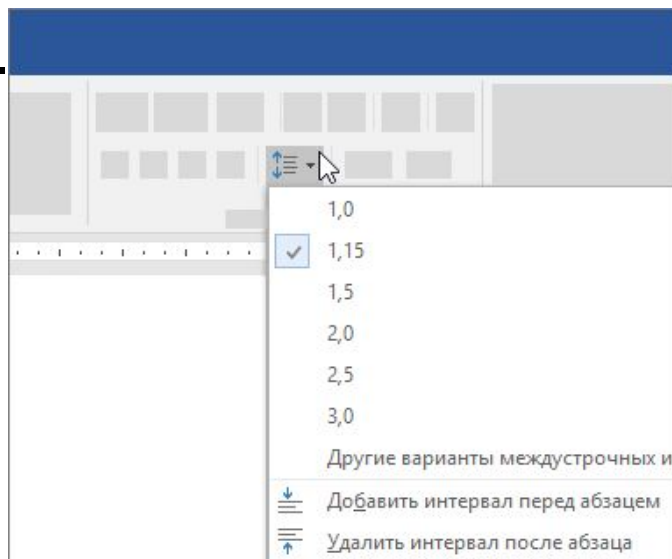 1,0
1,15
1,5
2,0
2,5
3,0
Другие варианты междустрочных и
Добавить интервал перед абзацем
Удалить интервал после абзаца